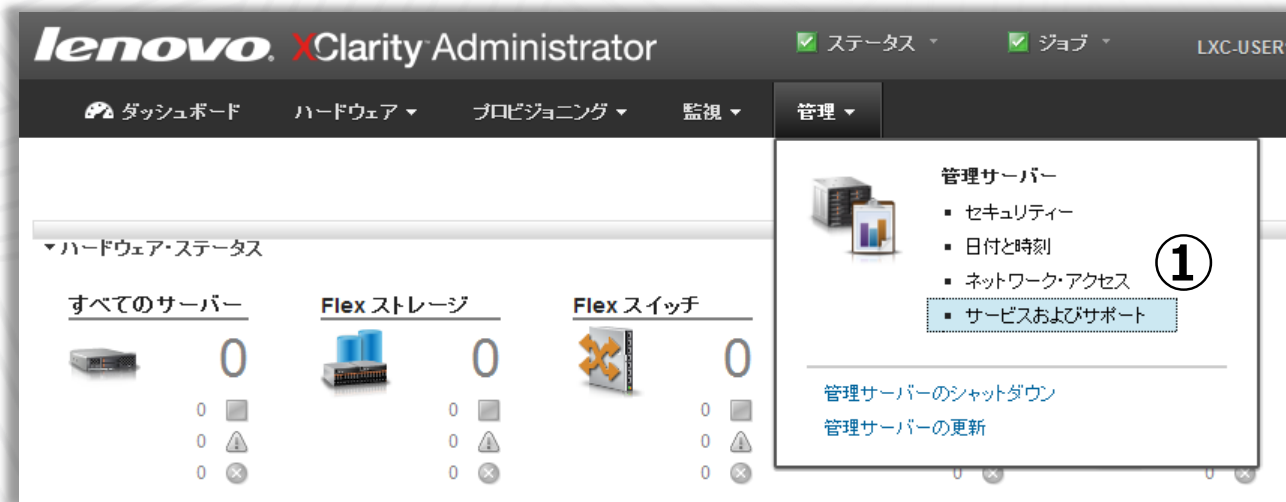 lenovo. XClarity Administrator
ステータス
ジョブ
LXC-USER
ダッシュボード
ハードウェア
プロビジョニング
監視
管理
管理サーバー
セキュリティー
日付と時刻
ネットワーク・アクセス
サービスおよびサポート
①
管理サーバーのシャットダウン
管理サーバーの更新
ハードウェア・ステータス
すべてのサーバー
Flex ストレージ
Flex スイッチ
0
0
0
0
0
0
0
0
0
0
0
0
0
0